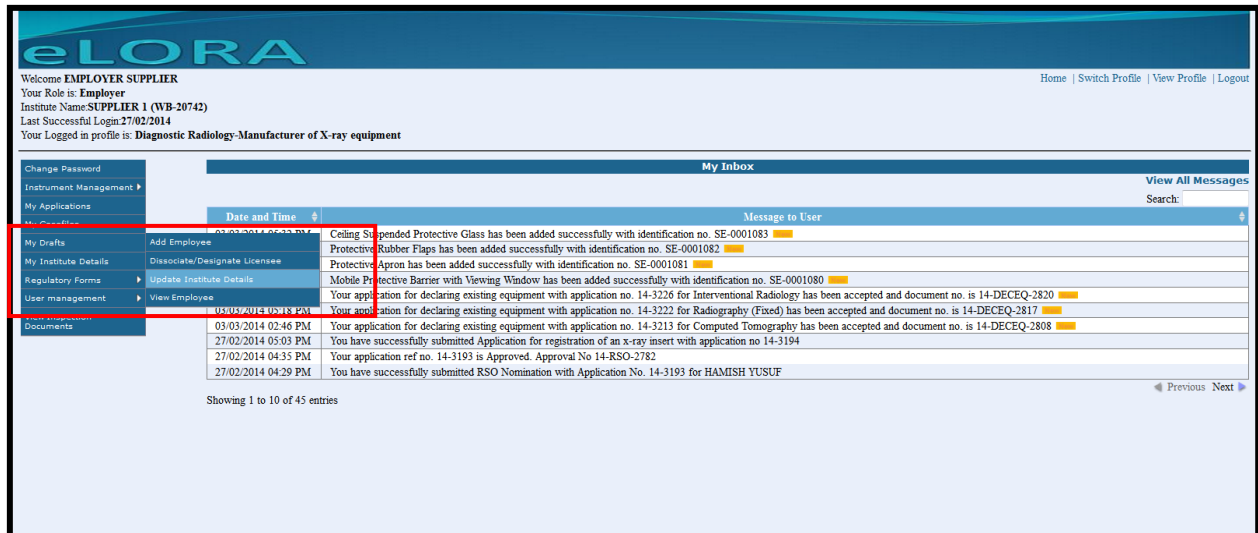 eLORA
Welcome EMPLOYER SUPPLIER
Home | Switch Profile | View Profile | Logout
Your Role is: Employer
Institute Name:SUPPLIER 1 (WB-20742)
Last Successful Login:27/02/2014
Your Logged in profile is: Diagnostic Radiology-Manufacturer of X-ray equipment
Change Password
Instrument Management
My Applications
My Drafts
My Institute Details
Regulatory Forms
User management
Documents
Add Employee
Dissociate/Designate Licensee
Update Institute Details
View Employee
My Inbox
View All Messages
Search:
Date and Time Message to User
Ceiling Suspended Protective Glass has been added successfully with identification no. SE-0001083
Protective Rubber Flaps has been added successfully with identification no. SE-0001082
Protective Apron has been added successfully with identification no. SE-0001081
Mobile Protective Barrier with Viewing Window has been added successfully with identification no. SE-0001080
Your application for declaring existing equipment with application no. 14-3226 for Interventional Radiology has been accepted and document no. is 14-DECEQ-2820
03/03/2014 05:18 PM Your application for declaring existing equipment with application no. 14-3222 for Radiography (Fixed) has been accepted and document no. is 14-DECEQ-2817
03/03/2014 02:46 PM Your application for declaring existing equipment with application no. 14-3213 for Computed Tomography has been accepted and document no. is 14-DECEQ-2808
27/02/2014 05:03 PM You have successfully submitted Application for registration of an x-ray insert with application no 14-3194
27/02/2014 04:35 PM Your application ref no. 14-3193 is Approved. Approval No 14-RSO-2782
27/02/2014 04:29 PM You have successfully submitted RSO Nomination with Application No. 14-3193 for HAMISH YUSUF
Previous Next
Showing 1 to 10 of 45 entries